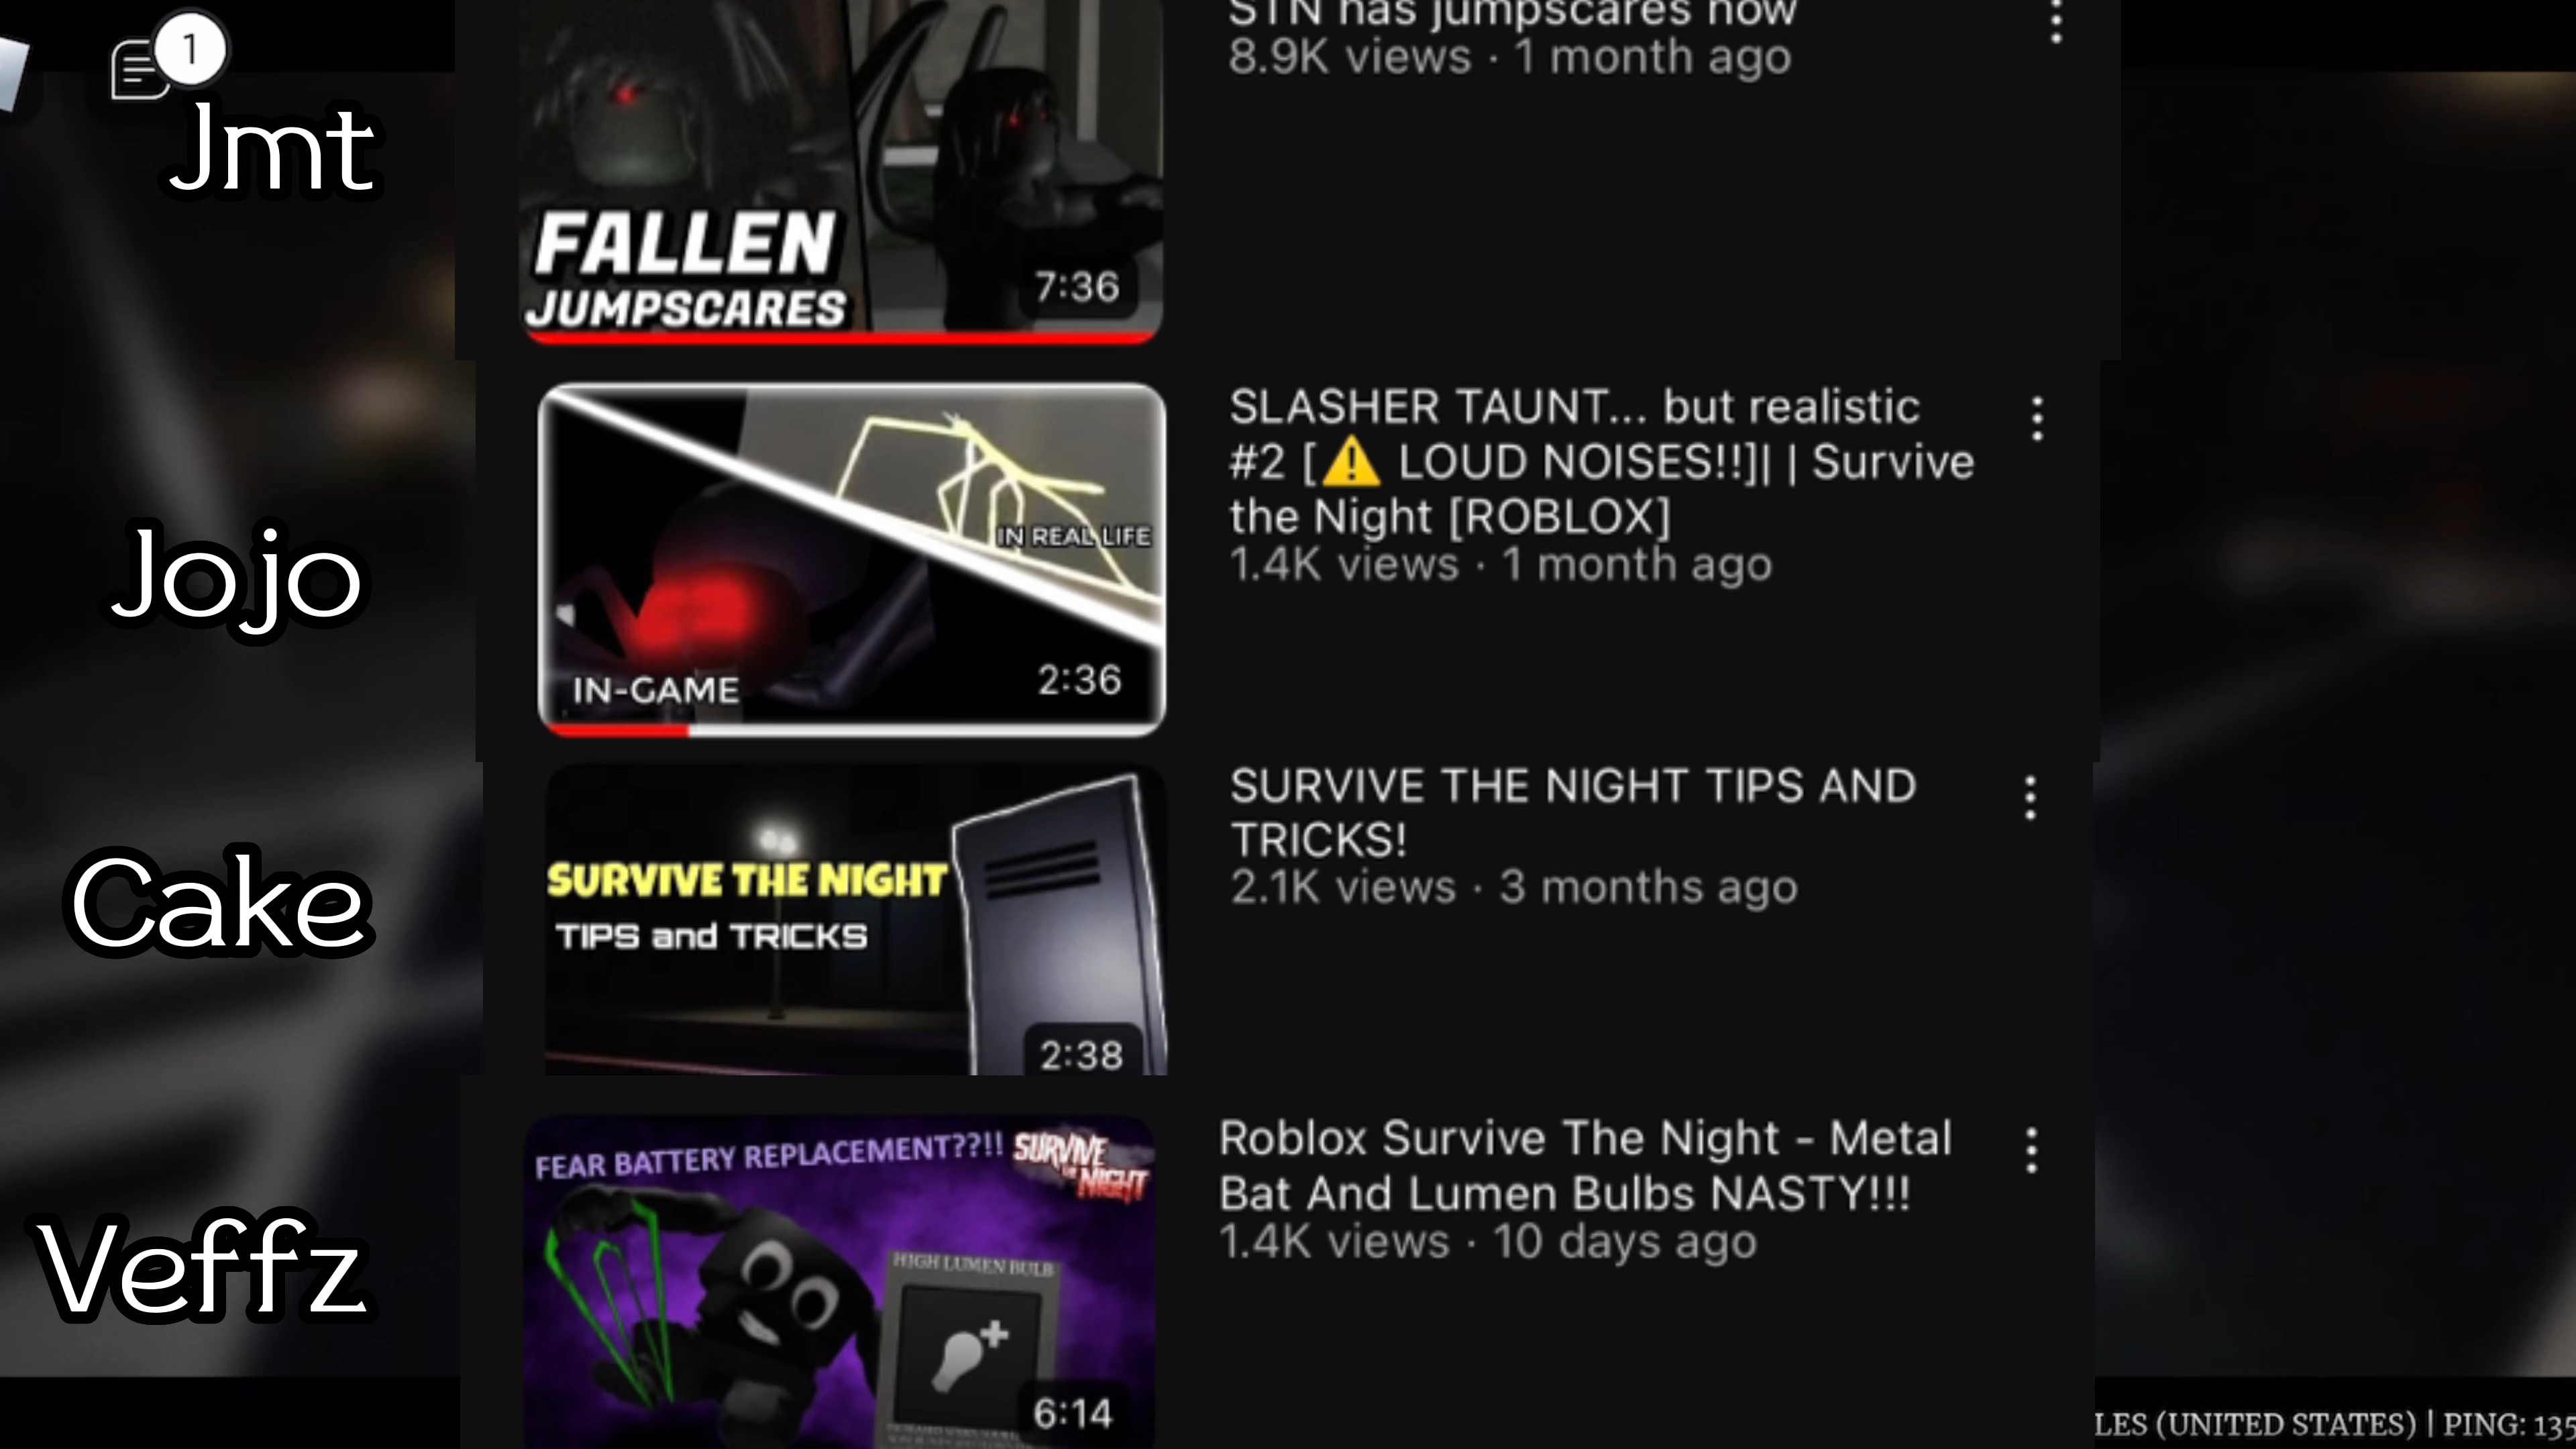 1
Jmt
STN has jumpscares now
8.9K views · 1 month ago
FALLEN
JUMPSCARES
7:36
Jojo
SLASHER TAUNT... but realistic
#2 [⚠️ LOUD NOISES!!]| | Survive
the Night [ROBLOX]
1.4K views · 1 month ago
IN REAL LIFE
IN-GAME
2:36
Cake
SURVIVE THE NIGHT TIPS AND
TRICKS!
2.1K views · 3 months ago
SURVIVE THE NIGHT
TIPS and TRICKS
2:38
Veffz
Roblox Survive The Night - Metal
Bat And Lumen Bulbs NASTY!!!
1.4K views · 10 days ago
FEAR BATTERY REPLACEMENT??!!
SURVIVE
NIGHT
HIGH LUMEN BULB
6:14
LES (UNITED STATES) | PING: 135